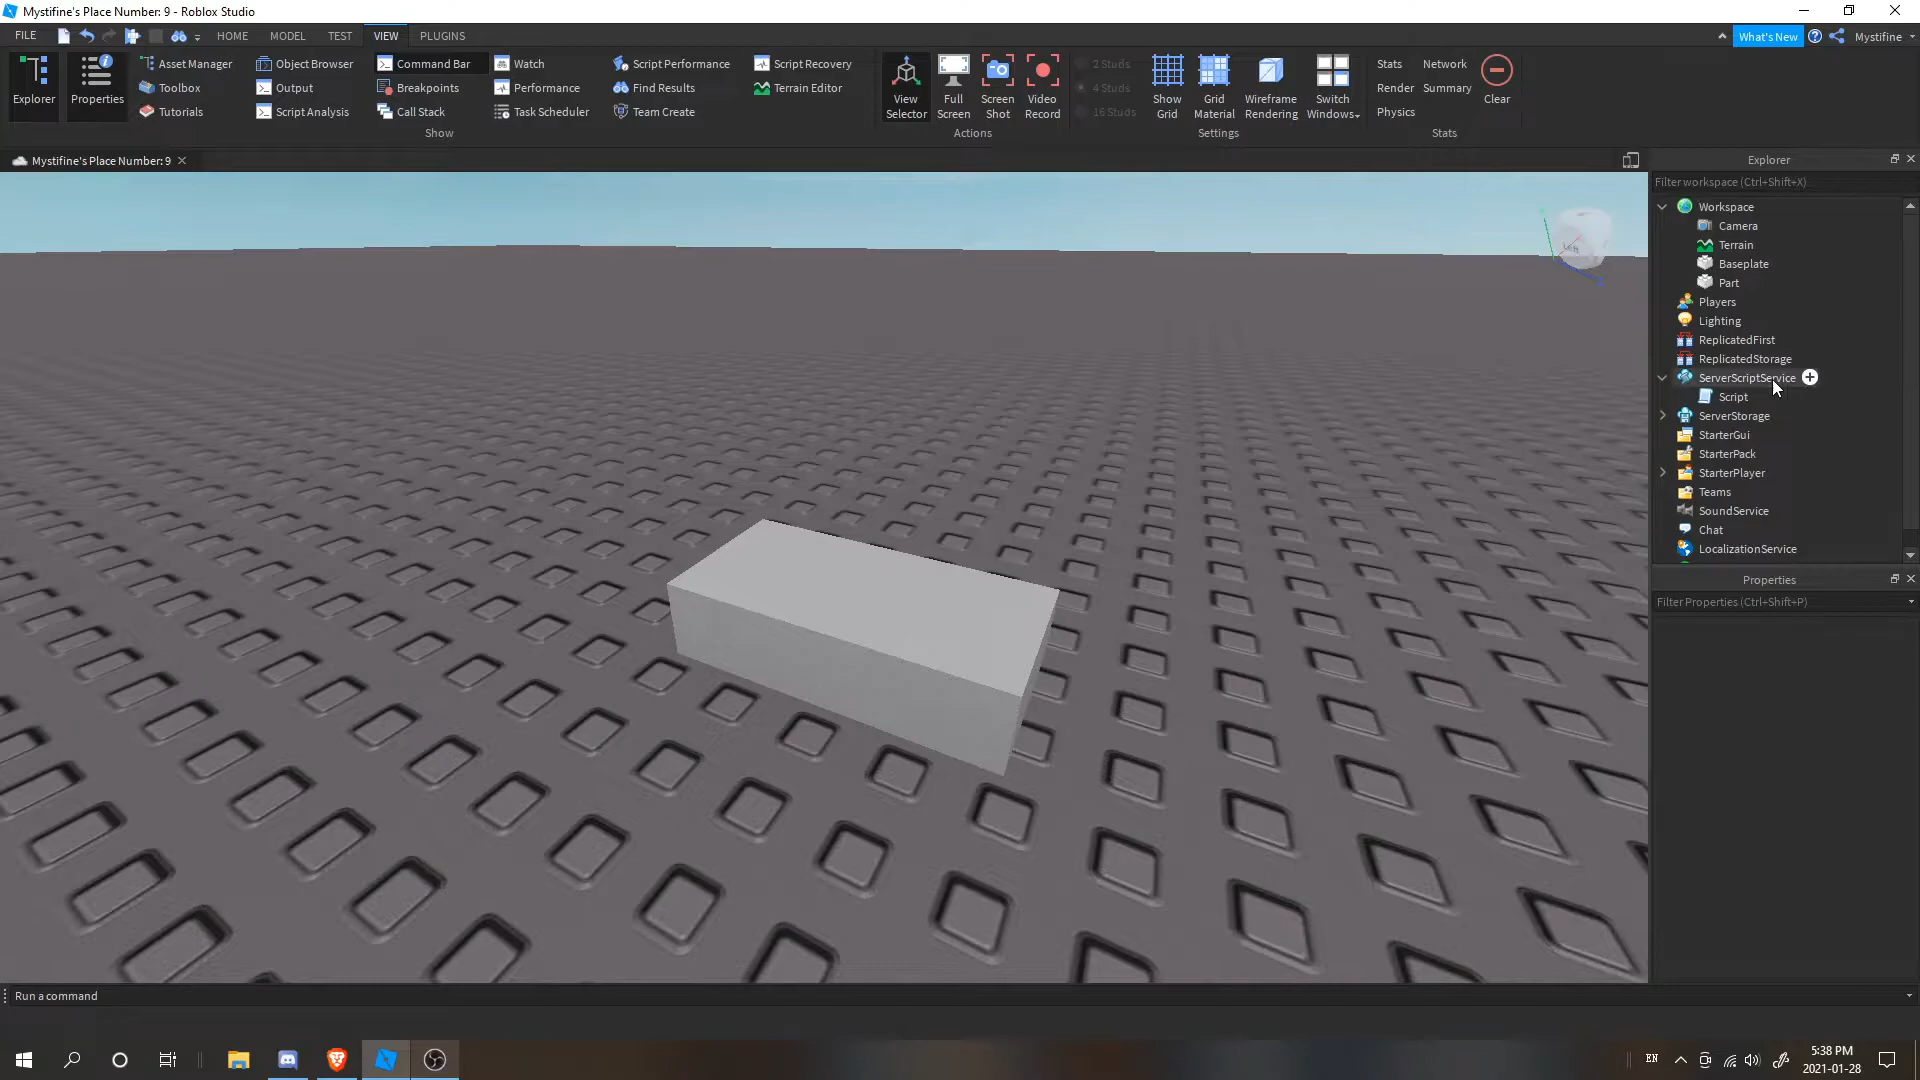 Mystifine's Place Number: 9 - Roblox Studio
FILE HOME MODEL TEST VIEW PLUGINS What's New Mystifine
Explorer
Properties
Asset Manager
Toolbox
Tutorials
Object Browser
Output
Script Analysis
Command Bar
Breakpoints
Call Stack
Watch
Performance
Task Scheduler
Script Performance
Find Results
Team Create
Script Recovery
Terrain Editor
Show
View
Selector
Full
Screen
Screen
Shot
Video
Record
Actions
2 Studs
4 Studs
16 Studs
Show
Grid
Grid
Material
Wireframe
Rendering
Switch
Windows
Settings
Stats
Render
Physics
Network
Summary
Clear
Stats
Mystifine's Place Number: 9
Explorer
Filter workspace (Ctrl+Shift+X)
Workspace
Camera
Terrain
Baseplate
Part
Players
Lighting
ReplicatedFirst
ReplicatedStorage
ServerScriptService
Script
ServerStorage
StarterGui
StarterPack
StarterPlayer
Teams
SoundService
Chat
LocalizationService
Properties
Filter Properties (Ctrl+Shift+P)
Left
Run a command
EN
5:38 PM
2021-01-28